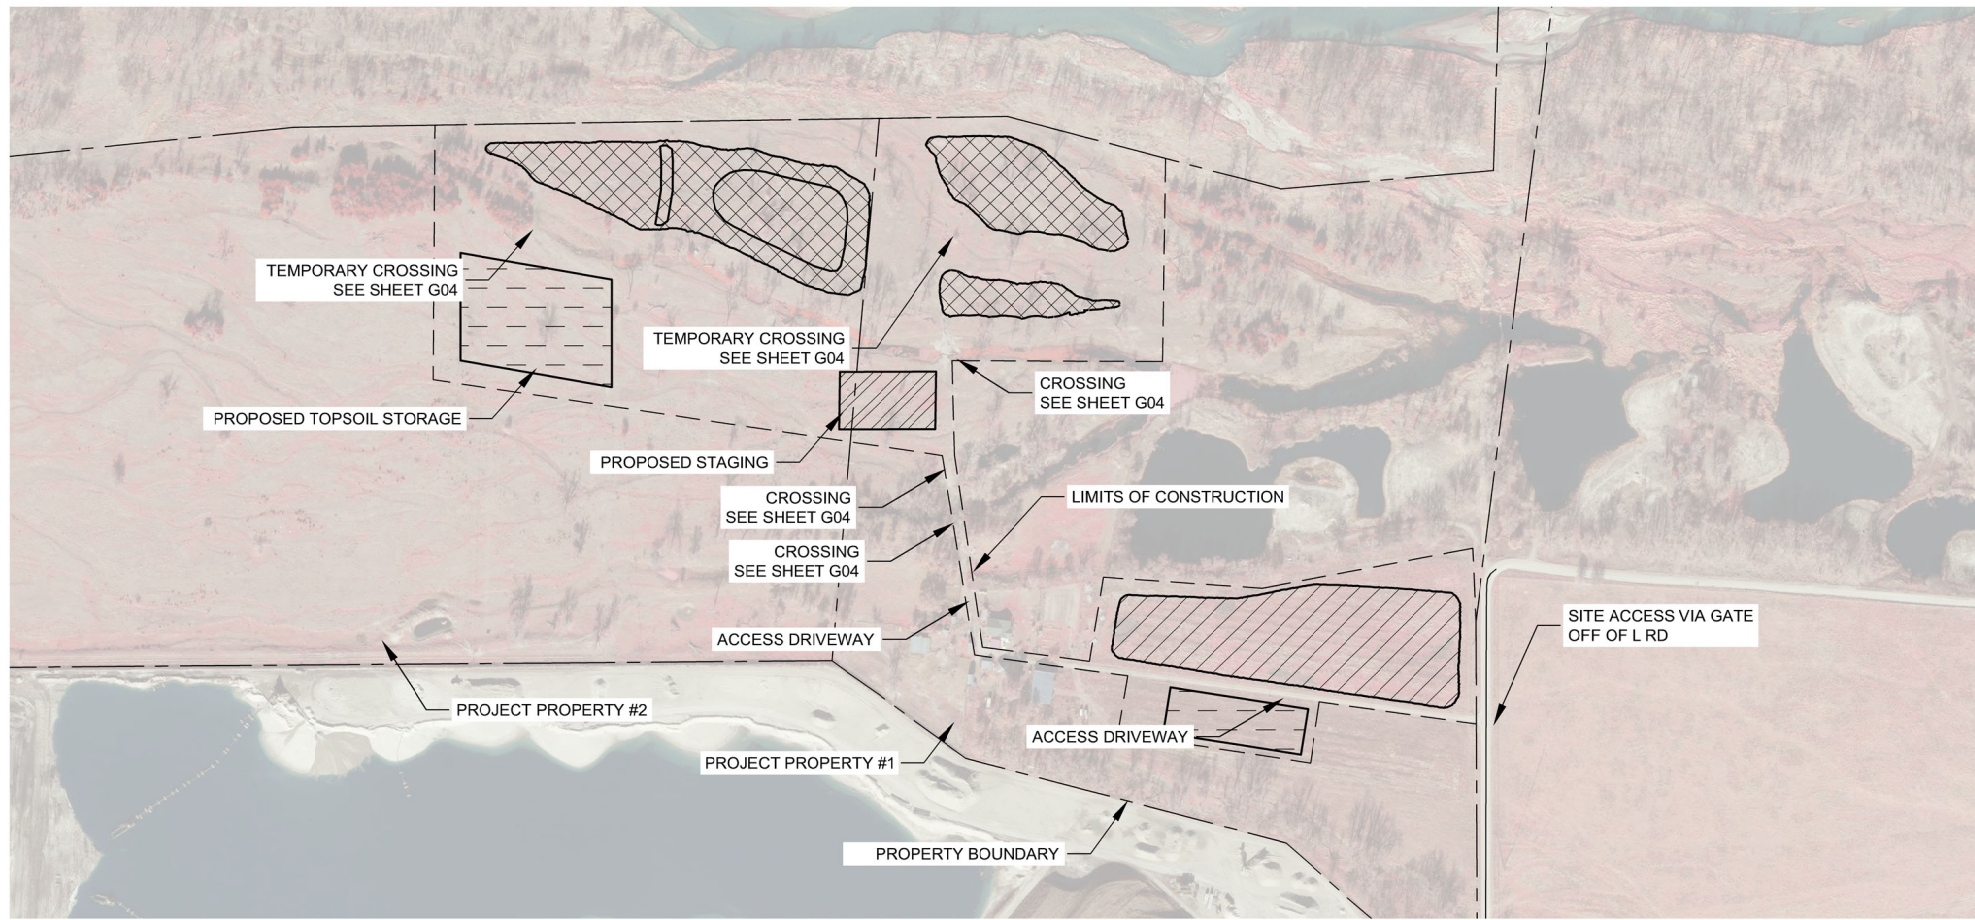 TEMPORARY CROSSING
SEE SHEET G04
TEMPORARY CROSSING
SEE SHEET G04
CROSSING
SEE SHEET G04
PROPOSED TOPSOIL STORAGE
PROPOSED STAGING
CROSSING
SEE SHEET G04
LIMITS OF CONSTRUCTION
CROSSING
SEE SHEET G04
ACCESS DRIVEWAY
SITE ACCESS VIA GATE
OFF OF L RD
PROJECT PROPERTY #2
ACCESS DRIVEWAY
PROJECT PROPERTY #1
PROPERTY BOUNDARY